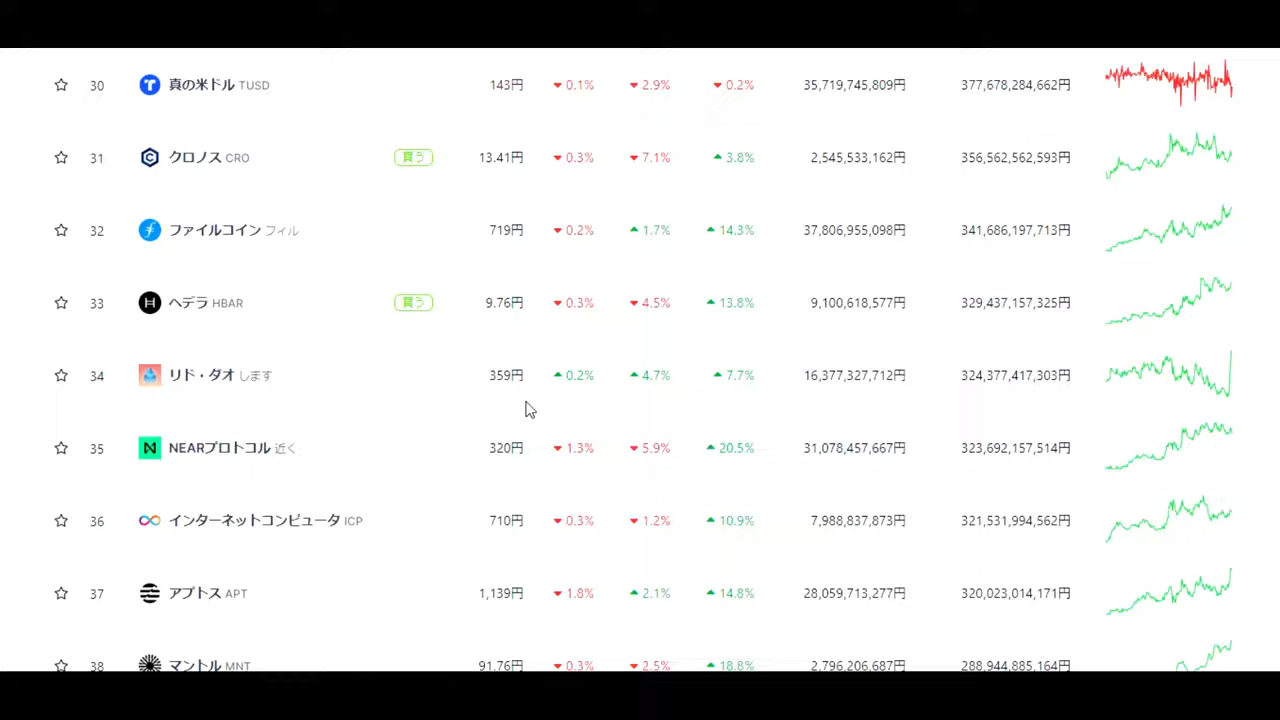 30 真の米ドル TUSD 143円 0.1% 2.9% 0.2% 35,719,745,809円 377,678,284,662円
31 クロノス CRO 買う 13.41円 0.3% 7.1% 3.8% 2,545,533,162円 356,562,562,593円
32 ファイルコイン フィル 719円 0.2% 1.7% 14.3% 37,806,955,098円 341,686,197,713円
33 ヘデラ HBAR 買う 9.76円 0.3% 4.5% 13.8% 9,100,618,577円 329,437,157,325円
34 リド・ダオ します 359円 0.2% 4.7% 7.7% 16,377,327,712円 324,377,417,303円
35 NEARプロトコル 近く 320円 1.3% 5.9% 20.5% 31,078,457,667円 323,692,157,514円
36 インターネットコンピュータ ICP 710円 0.3% 1.2% 10.9% 7,988,837,873円 321,531,994,562円
37 アプトス APT 1,139円 1.8% 2.1% 14.8% 28,059,713,277円 320,023,014,171円
38 マントル MNT 91.76円 0.3% 2.5% 18.8% 2,796,206,687円 288,944,885,164円